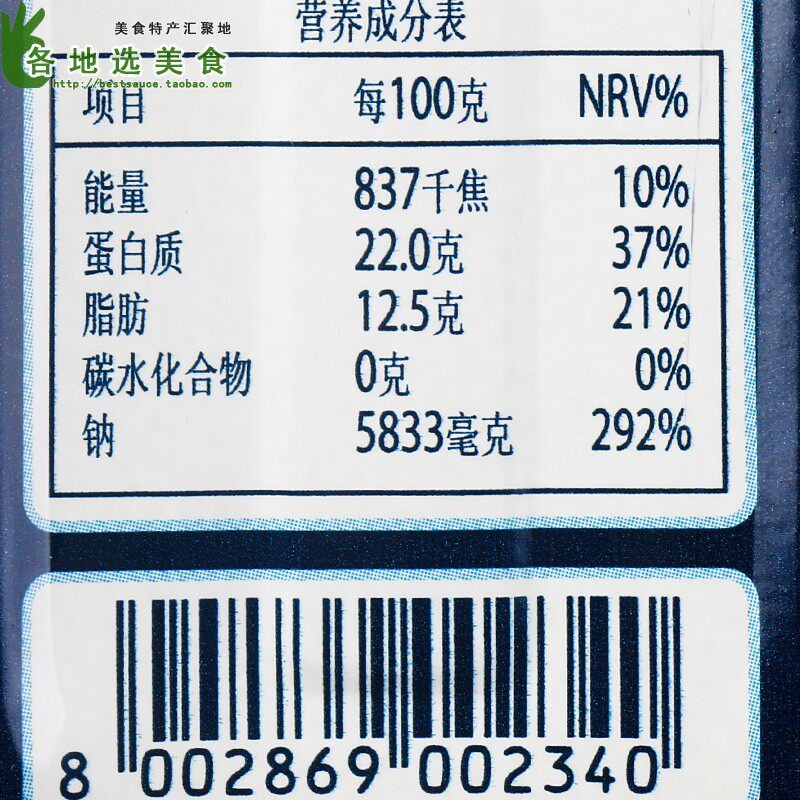 美食特产汇聚地
各地选美食
http://bestsauce.taobao.com
营养成分表
项目 每100克 NRV%
能量 837千焦 10%
蛋白质 22.0克 37%
脂肪 12.5克 21%
碳水化合物 0克 0%
钠 5833毫克 292%
8 002869 002340